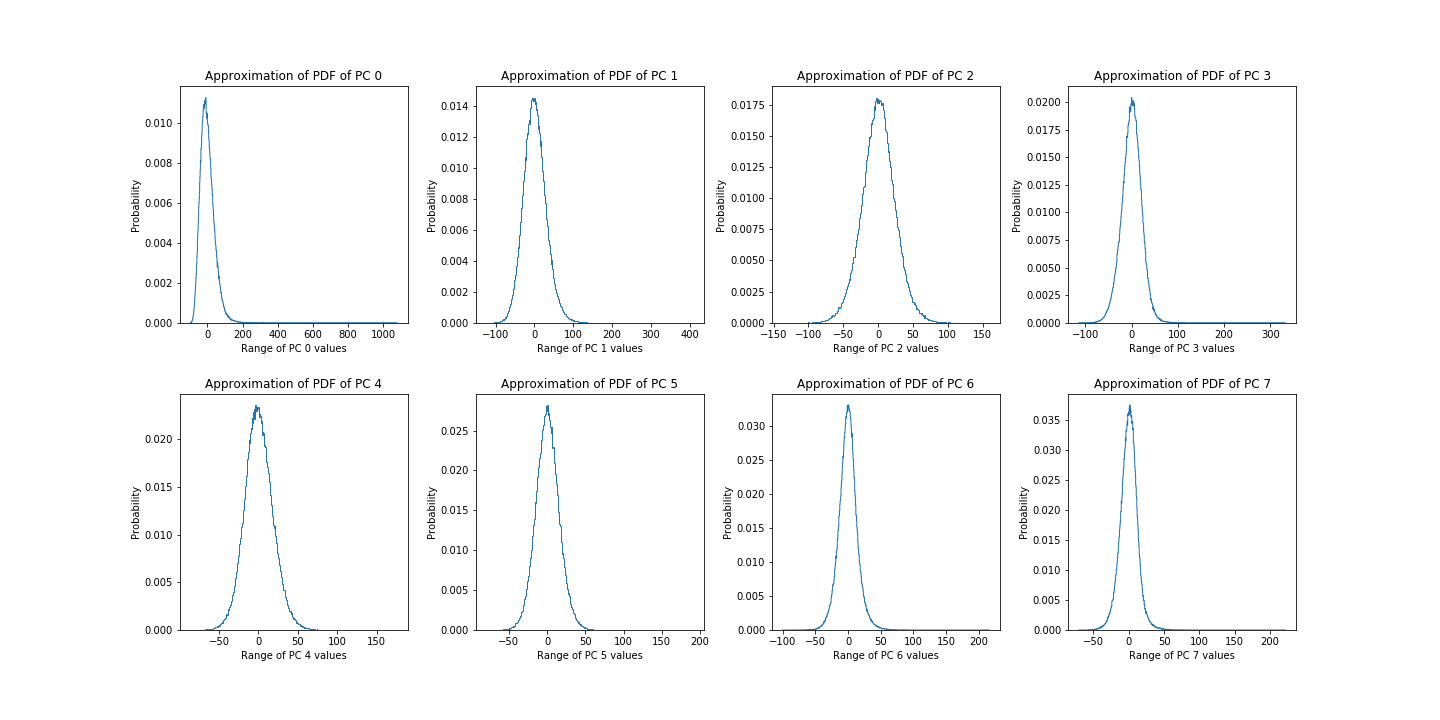 Approximation of PDF of PC 0
Probability
0.010
0.008
0.006
0.004
0.002
0.000
0 200 400 600 800 1000
Range of PC 0 values
Approximation of PDF of PC 1
Probability
0.014
0.012
0.010
0.008
0.006
0.004
0.002
0.000
−100 0 100 200 300 400
Range of PC 1 values
Approximation of PDF of PC 2
Probability
0.0175
0.0150
0.0125
0.0100
0.0075
0.0050
0.0025
0.0000
−150 −100 −50 0 50 100 150
Range of PC 2 values
Approximation of PDF of PC 3
Probability
0.0200
0.0175
0.0150
0.0125
0.0100
0.0075
0.0050
0.0025
0.0000
−100 0 100 200 300
Range of PC 3 values
Approximation of PDF of PC 4
Probability
0.020
0.015
0.010
0.005
0.000
−50 0 50 100 150
Range of PC 4 values
Approximation of PDF of PC 5
Probability
0.025
0.020
0.015
0.010
0.005
0.000
−50 0 50 100 150 200
Range of PC 5 values
Approximation of PDF of PC 6
Probability
0.030
0.025
0.020
0.015
0.010
0.005
0.000
−100 −50 0 50 100 150 200
Range of PC 6 values
Approximation of PDF of PC 7
Probability
0.035
0.030
0.025
0.020
0.015
0.010
0.005
0.000
−50 0 50 100 150 200
Range of PC 7 values